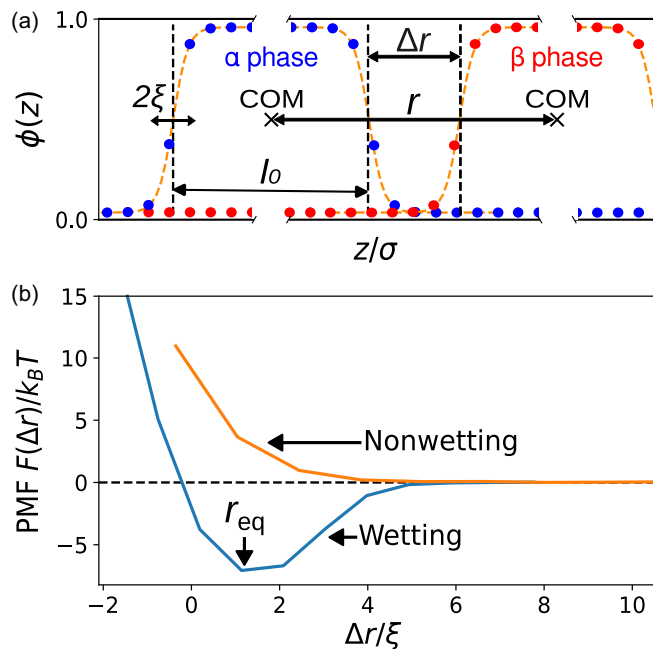 (a)
1.0
α phase
Δr
β phase
2ξ
COM
r
COM
ϕ(z)
l₀
0.0
z/σ
(b)
15
10
Nonwetting
5
0
r_eq
Wetting
−5
PMF F(Δr)/k_BT
−2 0 2 4 6 8 10
Δr/ξ